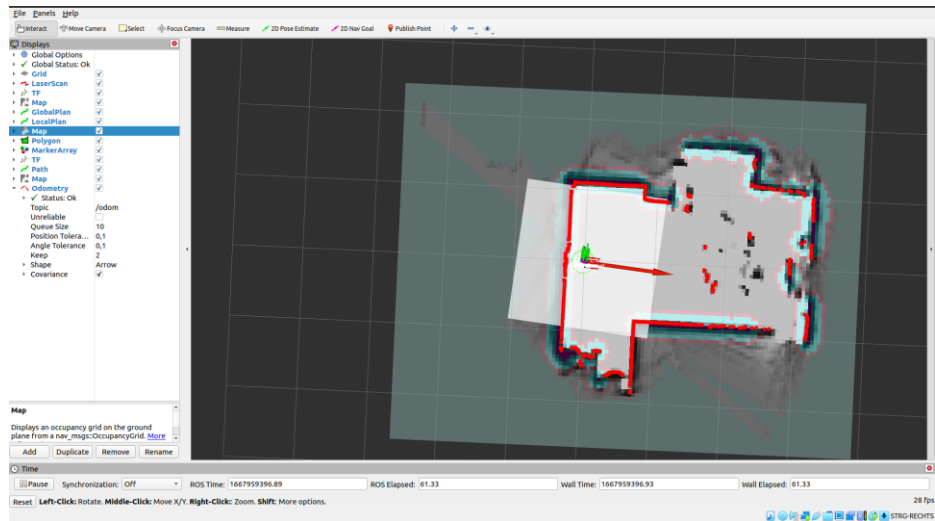 File Panels Help
Interact Move Camera Select Focus Camera Measure 2D Pose Estimate 2D Nav Goal Publish Point
Displays
Global Options
Global Status: Ok
Grid
LaserScan
TF
Map
GlobalPlan
LocalPlan
Map
Polygon
MarkerArray
TF
Path
Map
Odometry
Status: Ok
Topic /odom
Unreliable
Queue Size 10
Position Tolera... 0,1
Angle Tolerance 0,1
Keep 2
Shape Arrow
Covariance
Map
Displays an occupancy grid on the ground
plane from a nav_msgs::OccupancyGrid. More
Add Duplicate Remove Rename
Time
Pause Synchronization: Off ROS Time: 1667959396.89 ROS Elapsed: 61.33 Wall Time: 1667959396.93 Wall Elapsed: 61.33
Reset Left-Click: Rotate. Middle-Click: Move X/Y. Right-Click: Zoom. Shift: More options. 28 fps
STRG-RECHTS